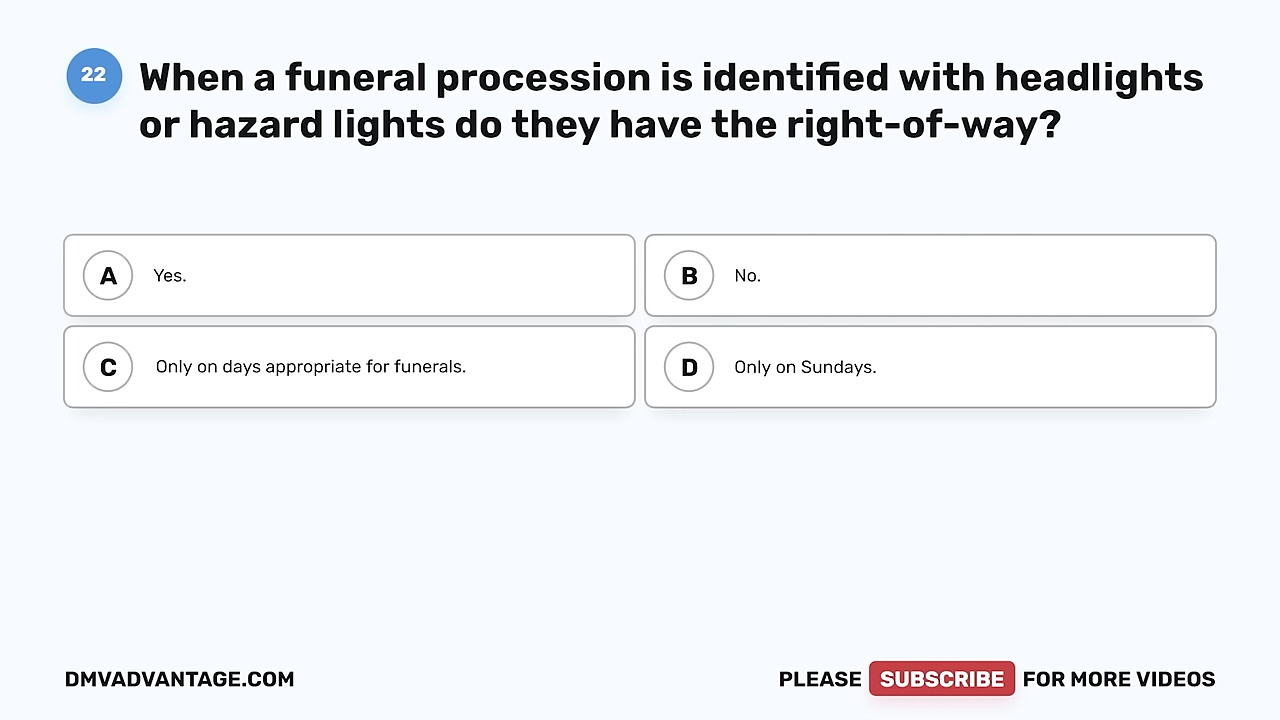 22
When a funeral procession is identified with headlights
or hazard lights do they have the right-of-way?
A Yes.
B No.
C Only on days appropriate for funerals.
D Only on Sundays.
DMVADVANTAGE.COM
PLEASE SUBSCRIBE FOR MORE VIDEOS